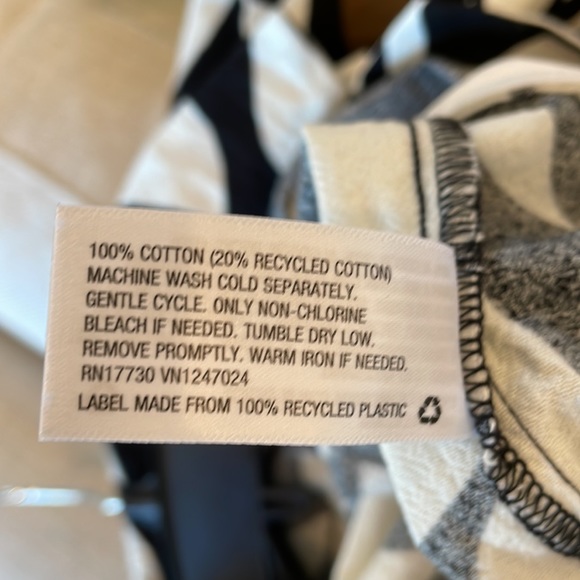 100% COTTON (20% RECYCLED COTTON)
MACHINE WASH COLD SEPARATELY.
GENTLE CYCLE. ONLY NON-CHLORINE
BLEACH IF NEEDED. TUMBLE DRY LOW.
REMOVE PROMPTLY. WARM IRON IF NEEDED.
RN17730 VN1247024
LABEL MADE FROM 100% RECYCLED PLASTIC